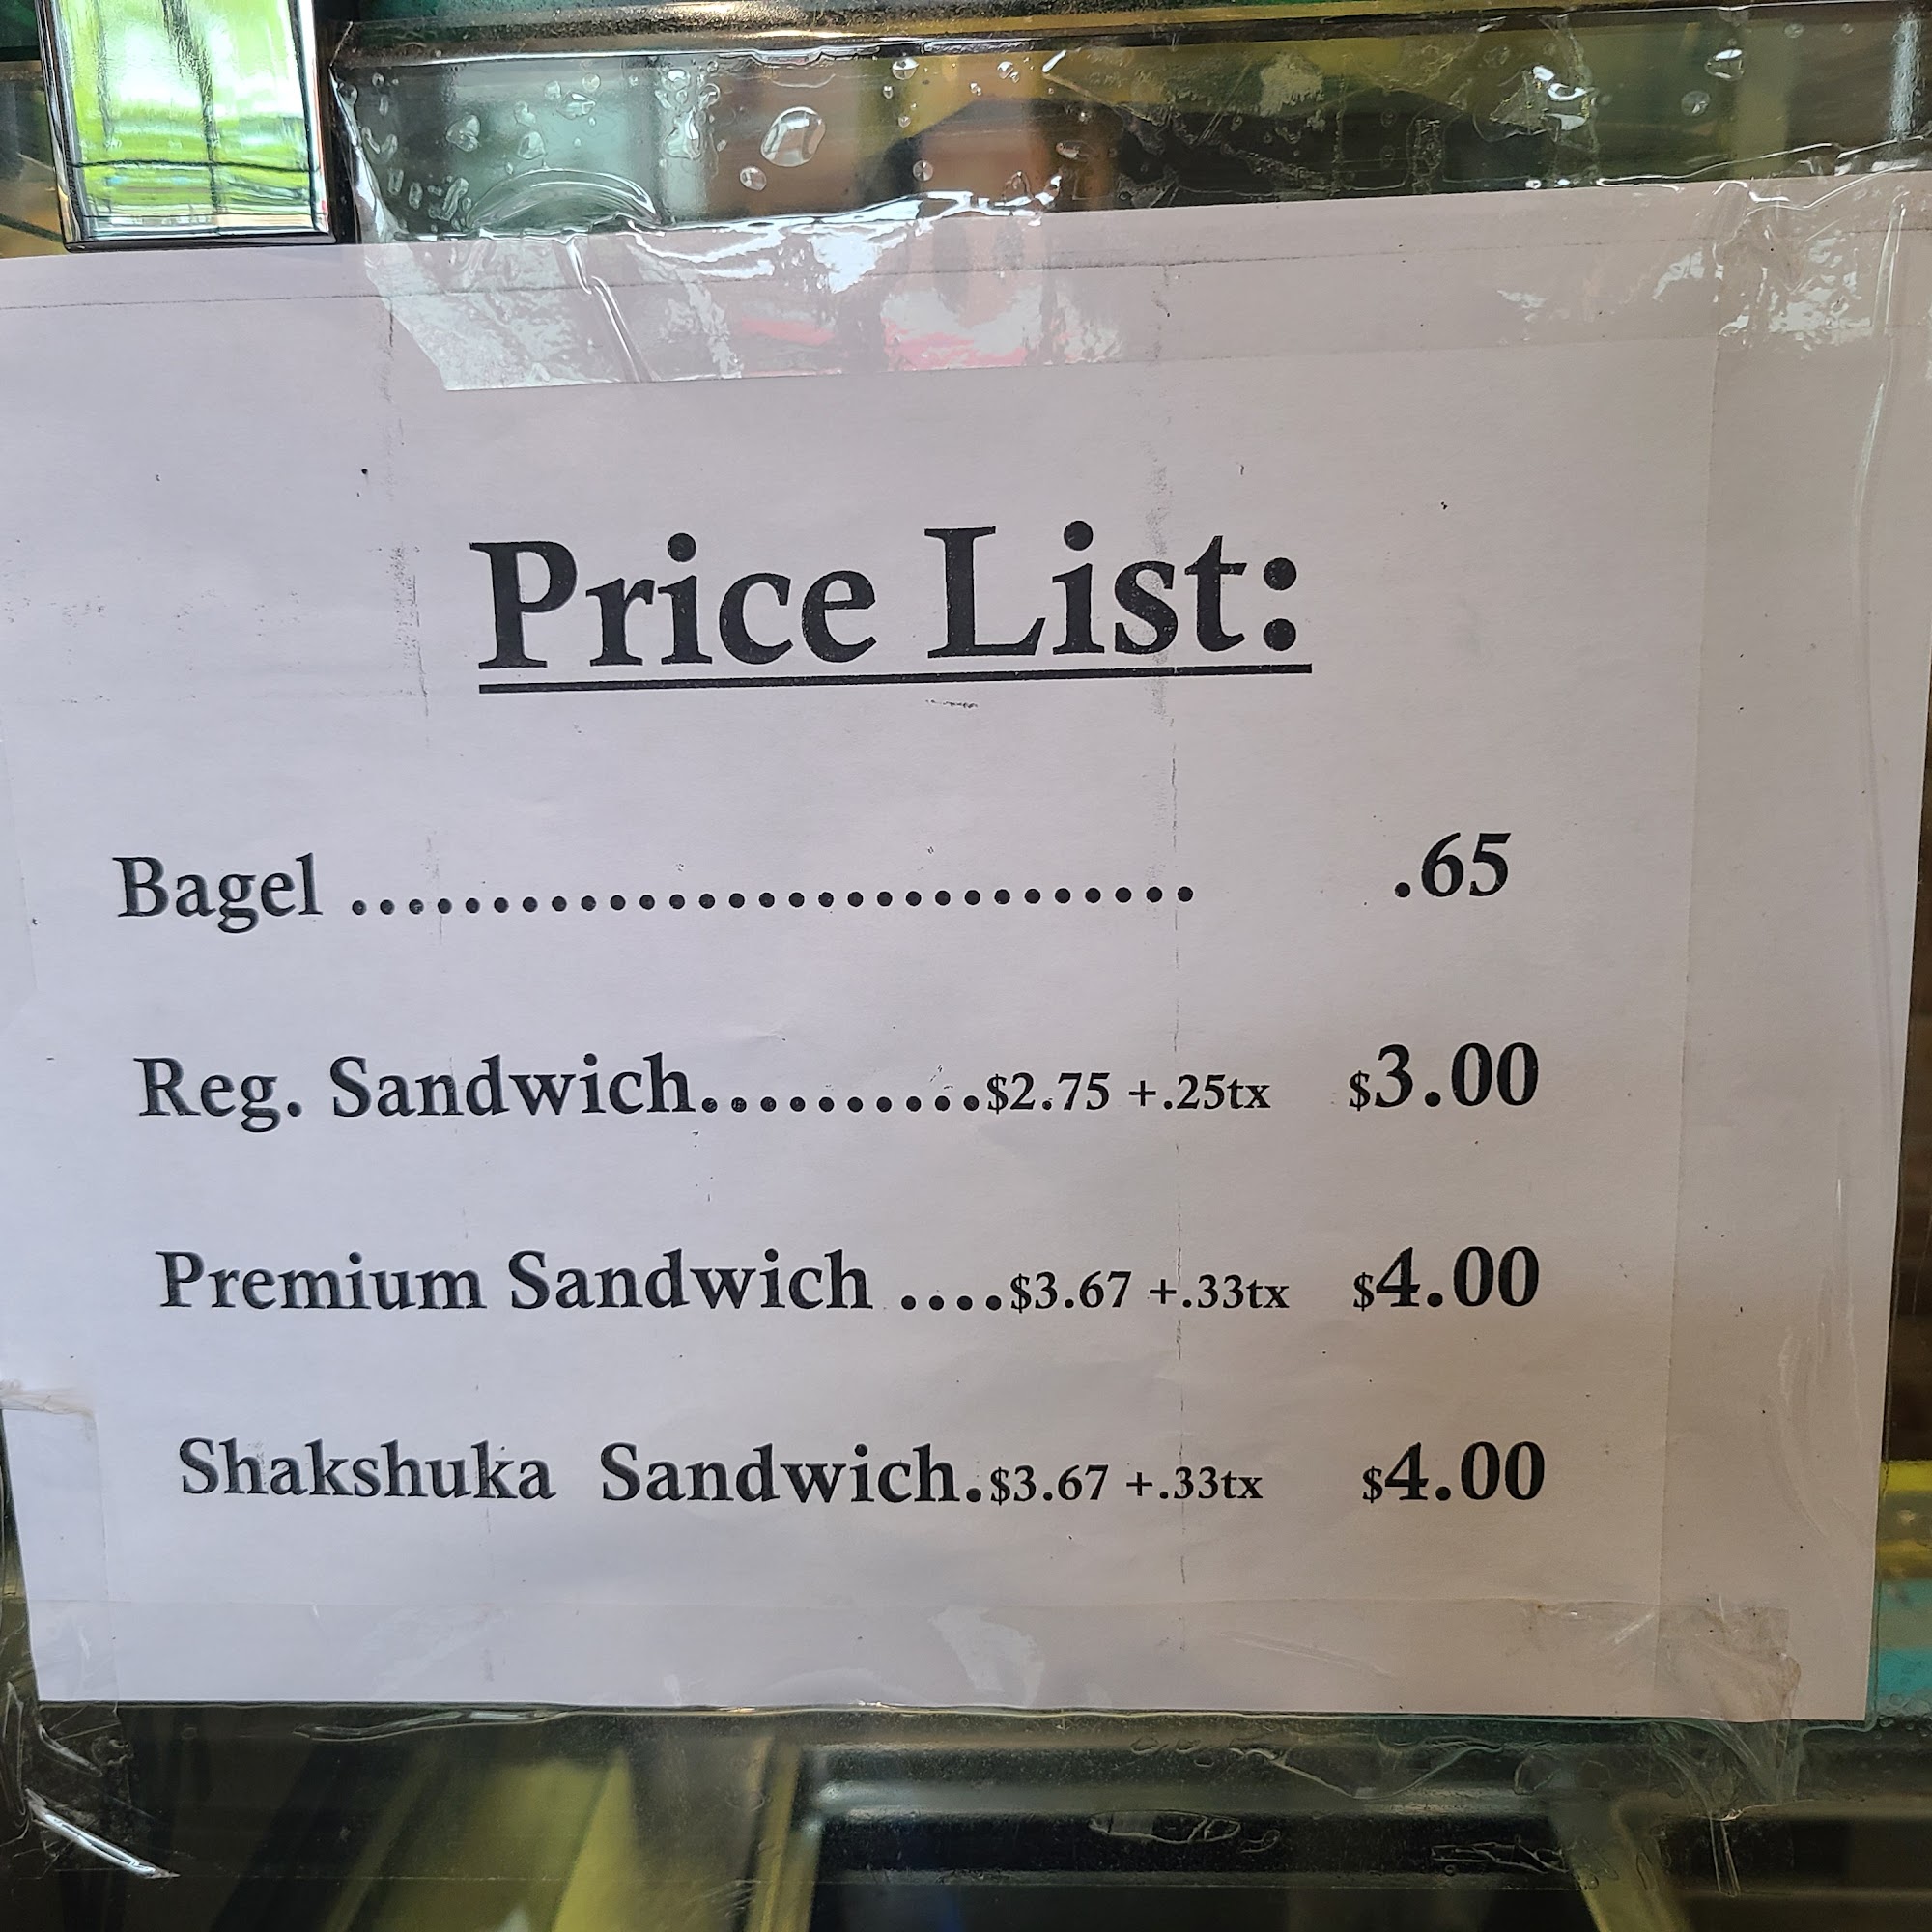 Price List:
Bagel ............................. .65
Reg. Sandwich..........$2.75 +.25tx $3.00
Premium Sandwich ....$3.67 +.33tx $4.00
Shakshuka Sandwich.$3.67 +.33tx $4.00